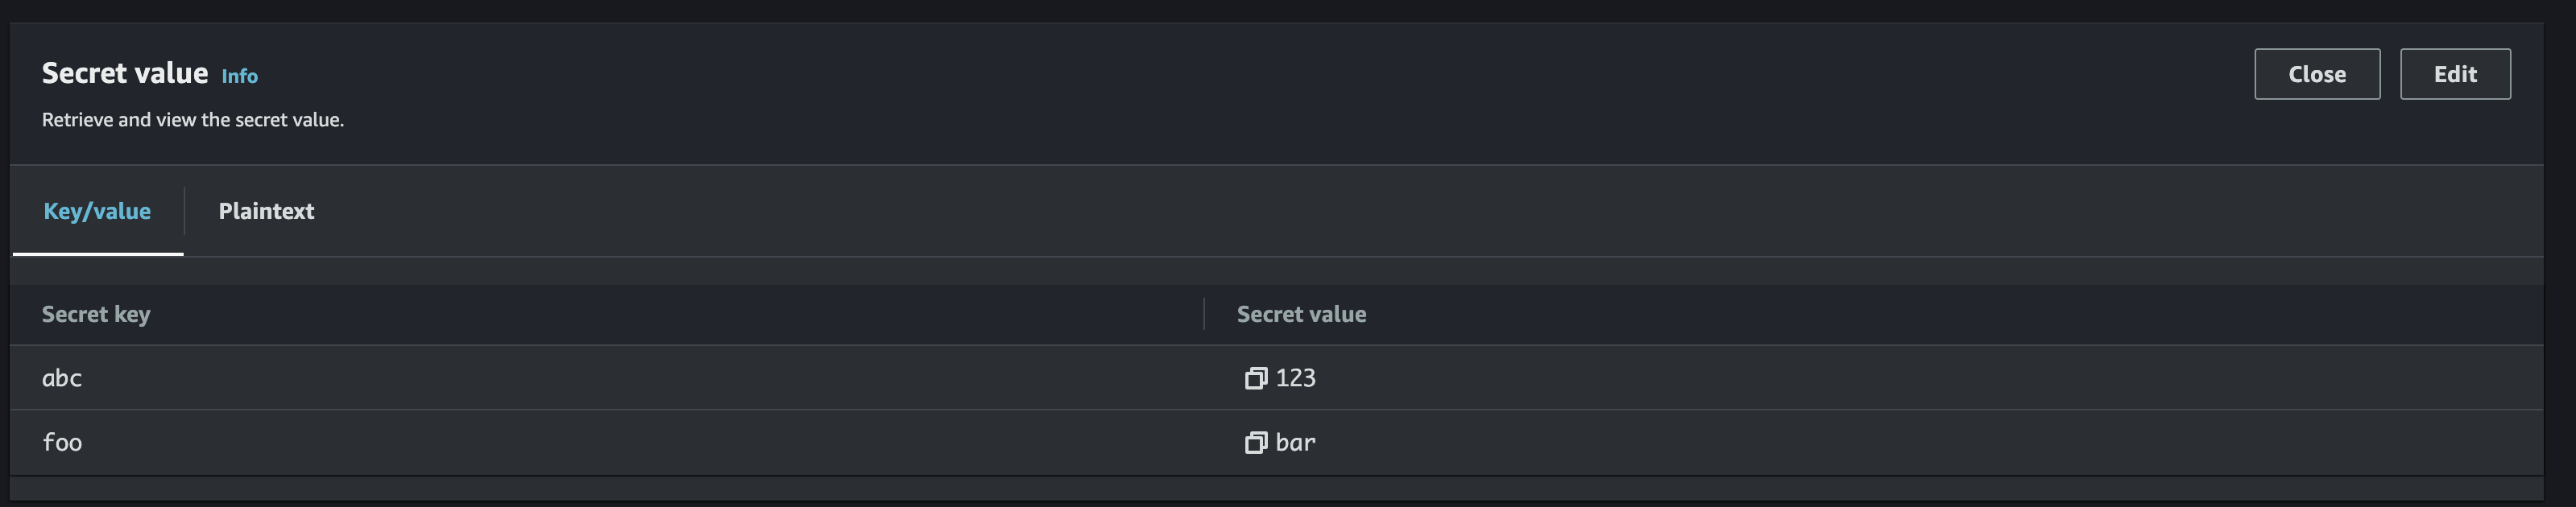 Secret value Info
Close Edit
Retrieve and view the secret value.
Key/value Plaintext
Secret key Secret value
abc 123
foo bar